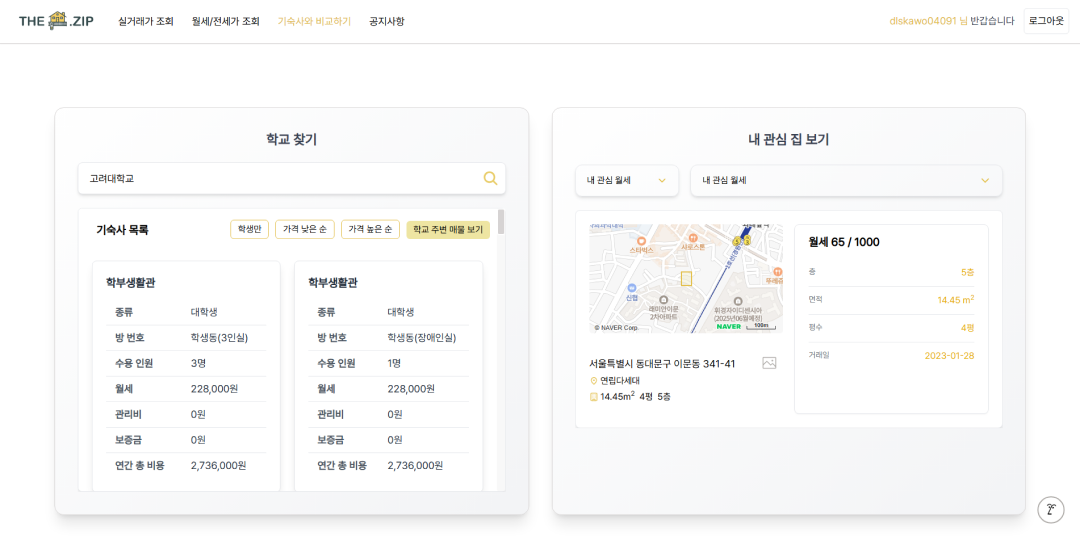 THE .ZIP 실거래가 조회 월세/전세가 조회 기숙사와 비교하기 공지사항 dlskawo04091 님 반갑습니다 로그아웃
학교 찾기
고려대학교
기숙사 목록 학생만 가격 낮은 순 가격 높은 순 학교 주변 매물 보기
학부생활관
종류 대학생
방 번호 학생동(3인실)
수용 인원 3명
월세 228,000원
관리비 0원
보증금 0원
연간 총 비용 2,736,000원
학부생활관
종류 대학생
방 번호 학생동(장애인실)
수용 인원 1명
월세 228,000원
관리비 0원
보증금 0원
연간 총 비용 2,736,000원
내 관심 집 보기
내 관심 월세 내 관심 월세
스타벅스
신협
래미안이문
2차아파트
휘경자이디센시아
(2025년06월예정)
© NAVER Corp.
NAVER 100m
서울특별시 동대문구 이문동 341-41
연립다세대
14.45m² 4평 5층
월세 65 / 1000
층 5층
면적 14.45 m²
평수 4평
거래일 2023-01-28